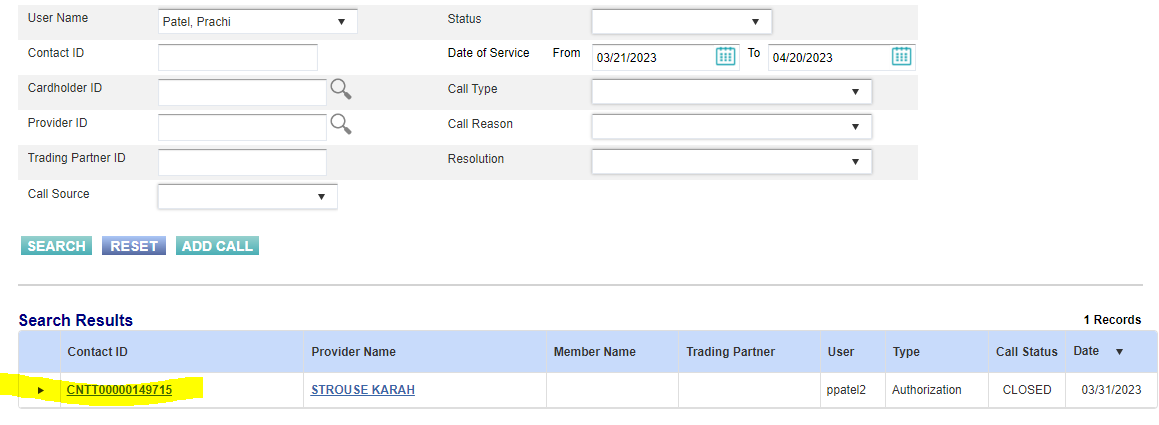 User Name Patel, Prachi Status
Contact ID Date of Service From 03/21/2023 To 04/20/2023
Cardholder ID Call Type
Provider ID Call Reason
Trading Partner ID Resolution
Call Source
SEARCH RESET ADD CALL
Search Results 1 Records
Contact ID Provider Name Member Name Trading Partner User Type Call Status Date
CNTT00000149715 STROUSE KARAH ppatel2 Authorization CLOSED 03/31/2023